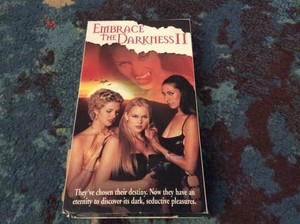 EMBRACE
THE DARKNESS II
They've chosen their destiny. Now they have an
eternity to discover its dark, seductive pleasures.